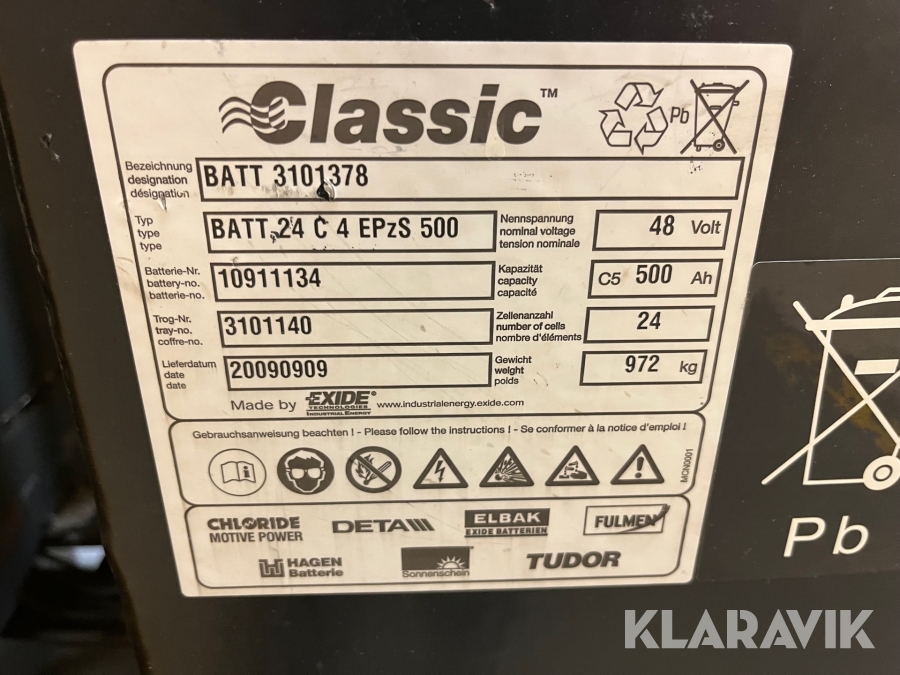 Classic™
Pb
Bezeichnung
designation
désignation
BATT 3101378
Typ
type
type
BATT 24 C 4 EPzS 500
Nennspannung
nominal voltage
tension nominale
48 Volt
Batterie-Nr.
battery-no.
batterie-no.
10911134
Kapazität
capacity
capacité
C5 500 Ah
Trog-Nr.
tray-no.
coffre-no.
3101140
Zellenanzahl
number of cells
nombre d'éléments
24
Lieferdatum
date
date
20090909
Gewicht
weight
poids
972 kg
Made by EXIDE TECHNOLOGIES INDUSTRIAL ENERGY www.industrialenergy.exide.com
Gebrauchsanweisung beachten ! - Please follow the instructions ! - Se conformer à la notice d'emploi !
MON0001
CHLORIDE
MOTIVE POWER
DETA
ELBAK
EXIDE BATTERIEN
FULMEN
HAGEN
Batterie
Sonnenschein
TUDOR
Pb
KLARAVIK